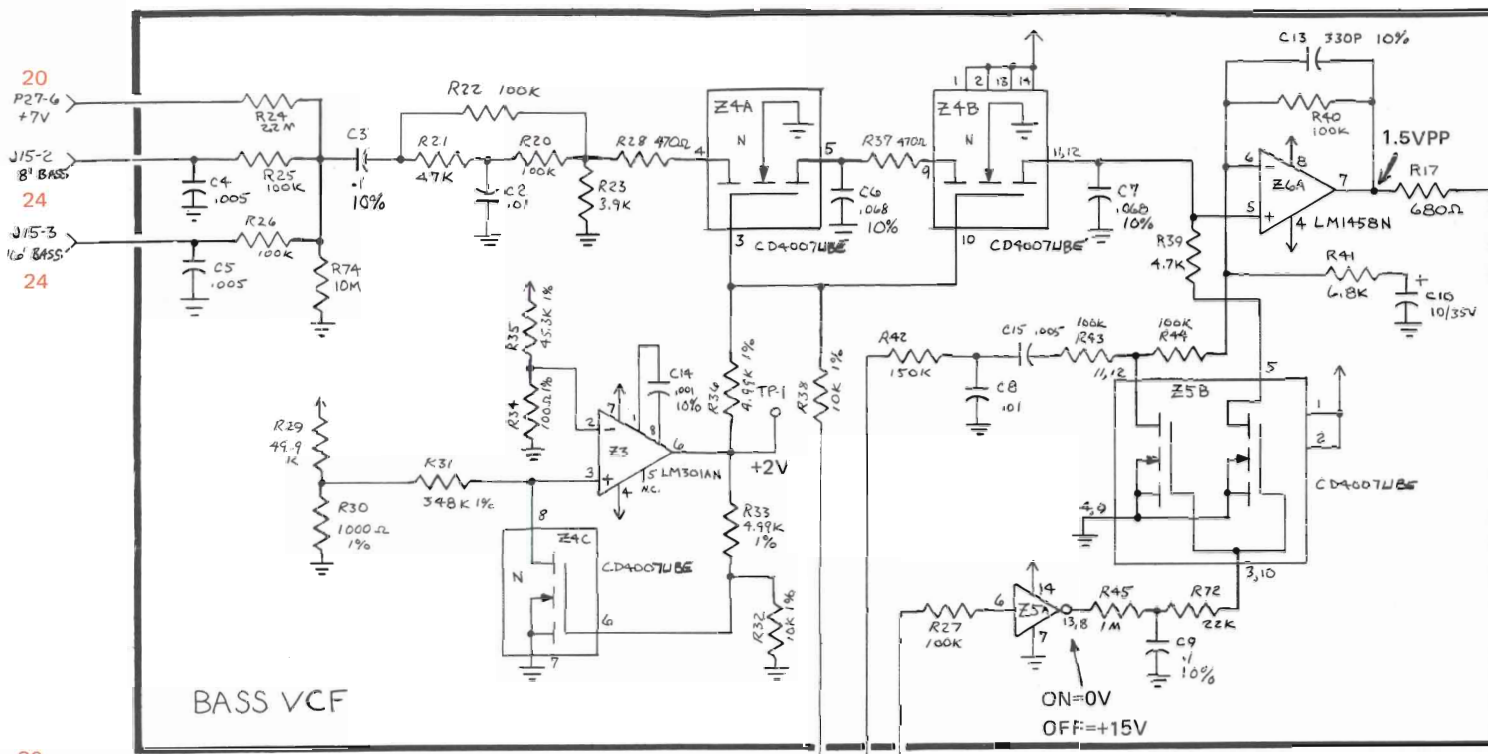 20
P27-6
+7V
R24
22M
J15-2
8' BASS
24
C4
.005
R25
100K
J15-3
16' BASS
24
C5
.005
R26
100K
R74
10M
C3
.1
10%
R22 100K
R21
47K
C2
.01
R20
100K
R23
3.9K
R28 470Ω
4
Z4A
N
5
3
CD4007UBE
C6
.068
10%
R37 470Ω
9
1 2 13 14
Z4B
N
11,12
10
CD4007UBE
C7
.068
10%
C13 330P 10%
R40
100K
1.5VPP
6
8
5
Z6A
7
4
LM1458N
R17
680Ω
R39
4.7K
R41
6.8K
+
C10
10/35V
R35
45.3K 1%
R34
100Ω 1%
C14
.001
10%
7
1
8
2
Z3
6
3
LM301AN
5
N.C.
4
R36
4.99K 1%
TP-1
+2V
R38
10K 1%
R29
49.9
K
R31
348K 1%
R30
1000Ω
1%
8
Z4C
N
CD4007UBE
6
7
R33
4.99K
1%
R32
10K 1%
R42
150K
C8
.01
C15 .005
100K
R43
100K
R44
11,12
5
Z5B
1
2
CD4007UBE
4,9
3,10
R27
100K
6
14
Z5A
7
13,8
R45
1M
R72
22K
C9
.1
10%
ON=0V
OFF=+15V
BASS VCF